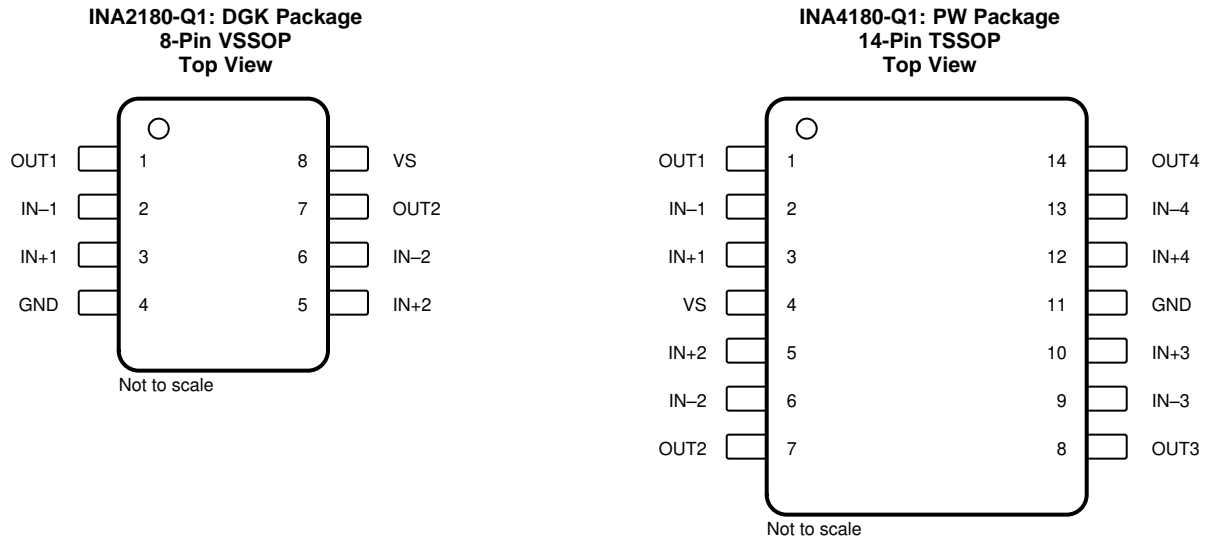 INA2180-Q1: DGK Package
8-Pin VSSOP
Top View
OUT1 1 8 VS
IN–1 2 7 OUT2
IN+1 3 6 IN–2
GND 4 5 IN+2
Not to scale
INA4180-Q1: PW Package
14-Pin TSSOP
Top View
OUT1 1 14 OUT4
IN–1 2 13 IN–4
IN+1 3 12 IN+4
VS 4 11 GND
IN+2 5 10 IN+3
IN–2 6 9 IN–3
OUT2 7 8 OUT3
Not to scale